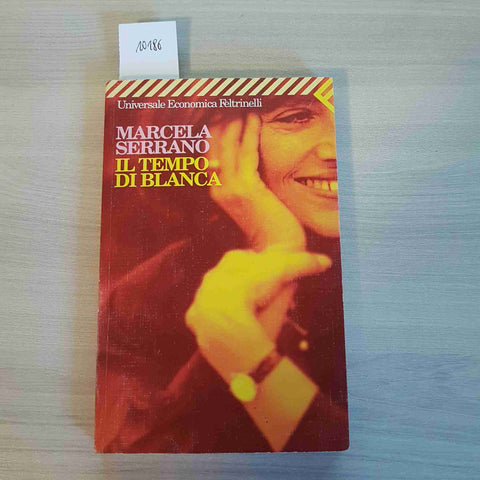 10186
Universale Economica Feltrinelli
MARCELA
SERRANO
IL TEMPO
DI BLANCA